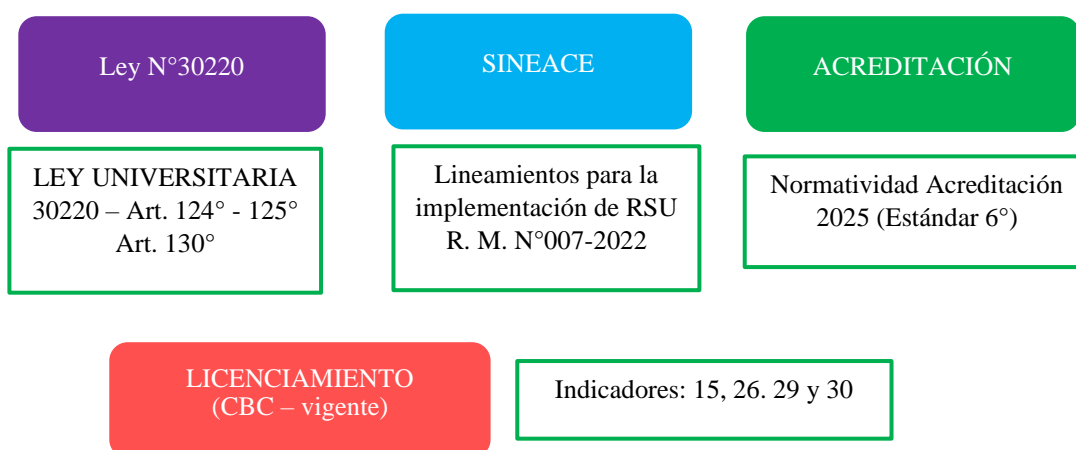 Ley N°30220
SINEACE
ACREDITACIÓN
LEY UNIVERSITARIA
30220 – Art. 124° - 125°
Art. 130°
Lineamientos para la
implementación de RSU
R. M. N°007-2022
Normatividad Acreditación
2025 (Estándar 6°)
LICENCIAMIENTO
(CBC – vigente)
Indicadores: 15, 26. 29 y 30